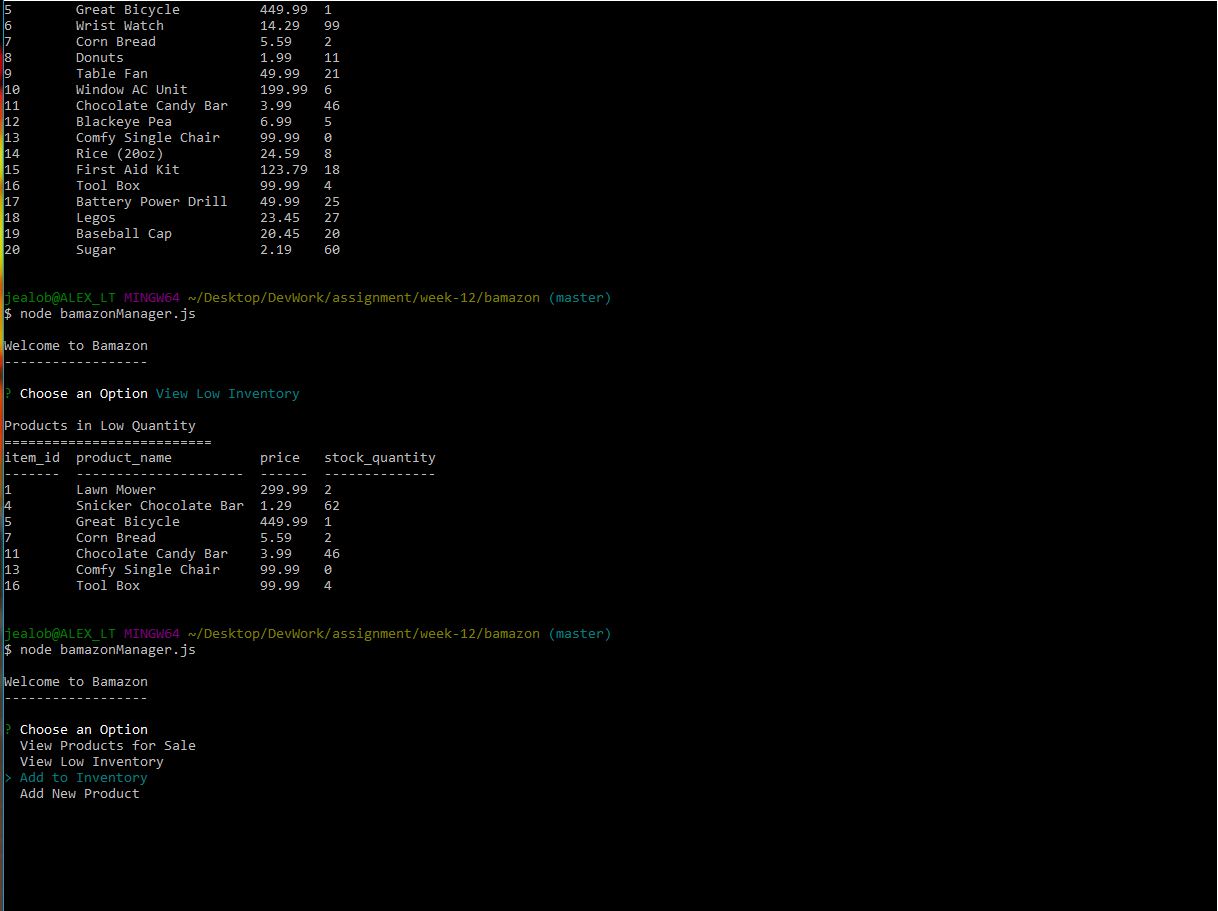 5       Great Bicycle          449.99  1
6       Wrist Watch            14.29   99
7       Corn Bread             5.59    2
8       Donuts                 1.99    11
9       Table Fan              49.99   21
10      Window AC Unit         199.99  6
11      Chocolate Candy Bar    3.99    46
12      Blackeye Pea           6.99    5
13      Comfy Single Chair     99.99   0
14      Rice (20oz)            24.59   8
15      First Aid Kit          123.79  18
16      Tool Box               99.99   4
17      Battery Power Drill    49.99   25
18      Legos                  23.45   27
19      Baseball Cap           20.45   20
20      Sugar                  2.19    60
jealob@ALEX_LT MINGW64 ~/Desktop/DevWork/assignment/week-12/bamazon (master)
$ node bamazonManager.js
Welcome to Bamazon
------------------
? Choose an Option View Low Inventory
Products in Low Quantity
==========================
item_id  product_name           price   stock_quantity
-------  ---------------------  ------  --------------
1        Lawn Mower             299.99  2
4        Snicker Chocolate Bar  1.29    62
5        Great Bicycle          449.99  1
7        Corn Bread             5.59    2
11       Chocolate Candy Bar    3.99    46
13       Comfy Single Chair     99.99   0
16       Tool Box               99.99   4
jealob@ALEX_LT MINGW64 ~/Desktop/DevWork/assignment/week-12/bamazon (master)
$ node bamazonManager.js
Welcome to Bamazon
------------------
? Choose an Option
  View Products for Sale
  View Low Inventory
> Add to Inventory
  Add New Product